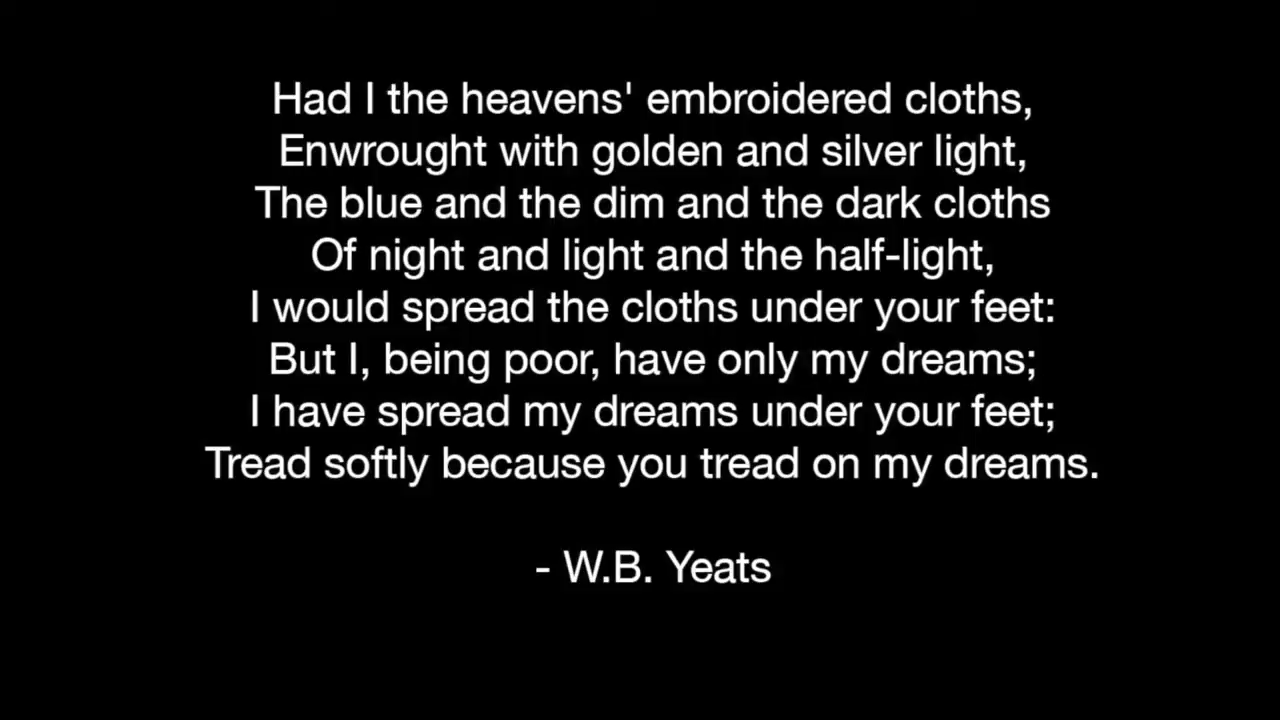 Had I the heavens' embroidered cloths,
Enwrought with golden and silver light,
The blue and the dim and the dark cloths
Of night and light and the half-light,
I would spread the cloths under your feet:
But I, being poor, have only my dreams;
I have spread my dreams under your feet;
Tread softly because you tread on my dreams.
- W.B. Yeats